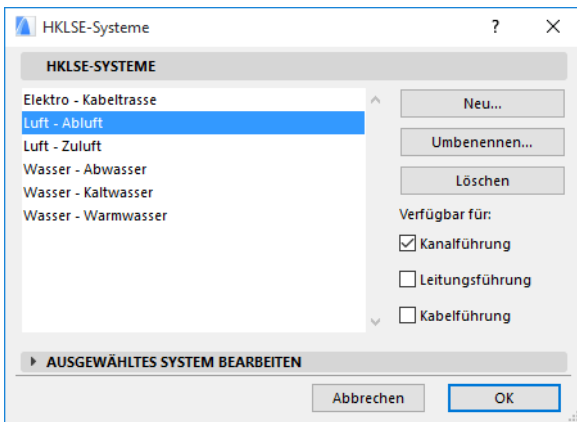 HKLSE-Systeme
?
HKLSE-SYSTEME
Elektro - Kabeltrasse
Luft - Abluft
Luft - Zuluft
Wasser - Abwasser
Wasser - Kaltwasser
Wasser - Warmwasser
Neu...
Umbenennen...
Löschen
Verfügbar für:
Kanalführung
Leitungsführung
Kabelführung
AUSGEWÄHLTES SYSTEM BEARBEITEN
Abbrechen
OK